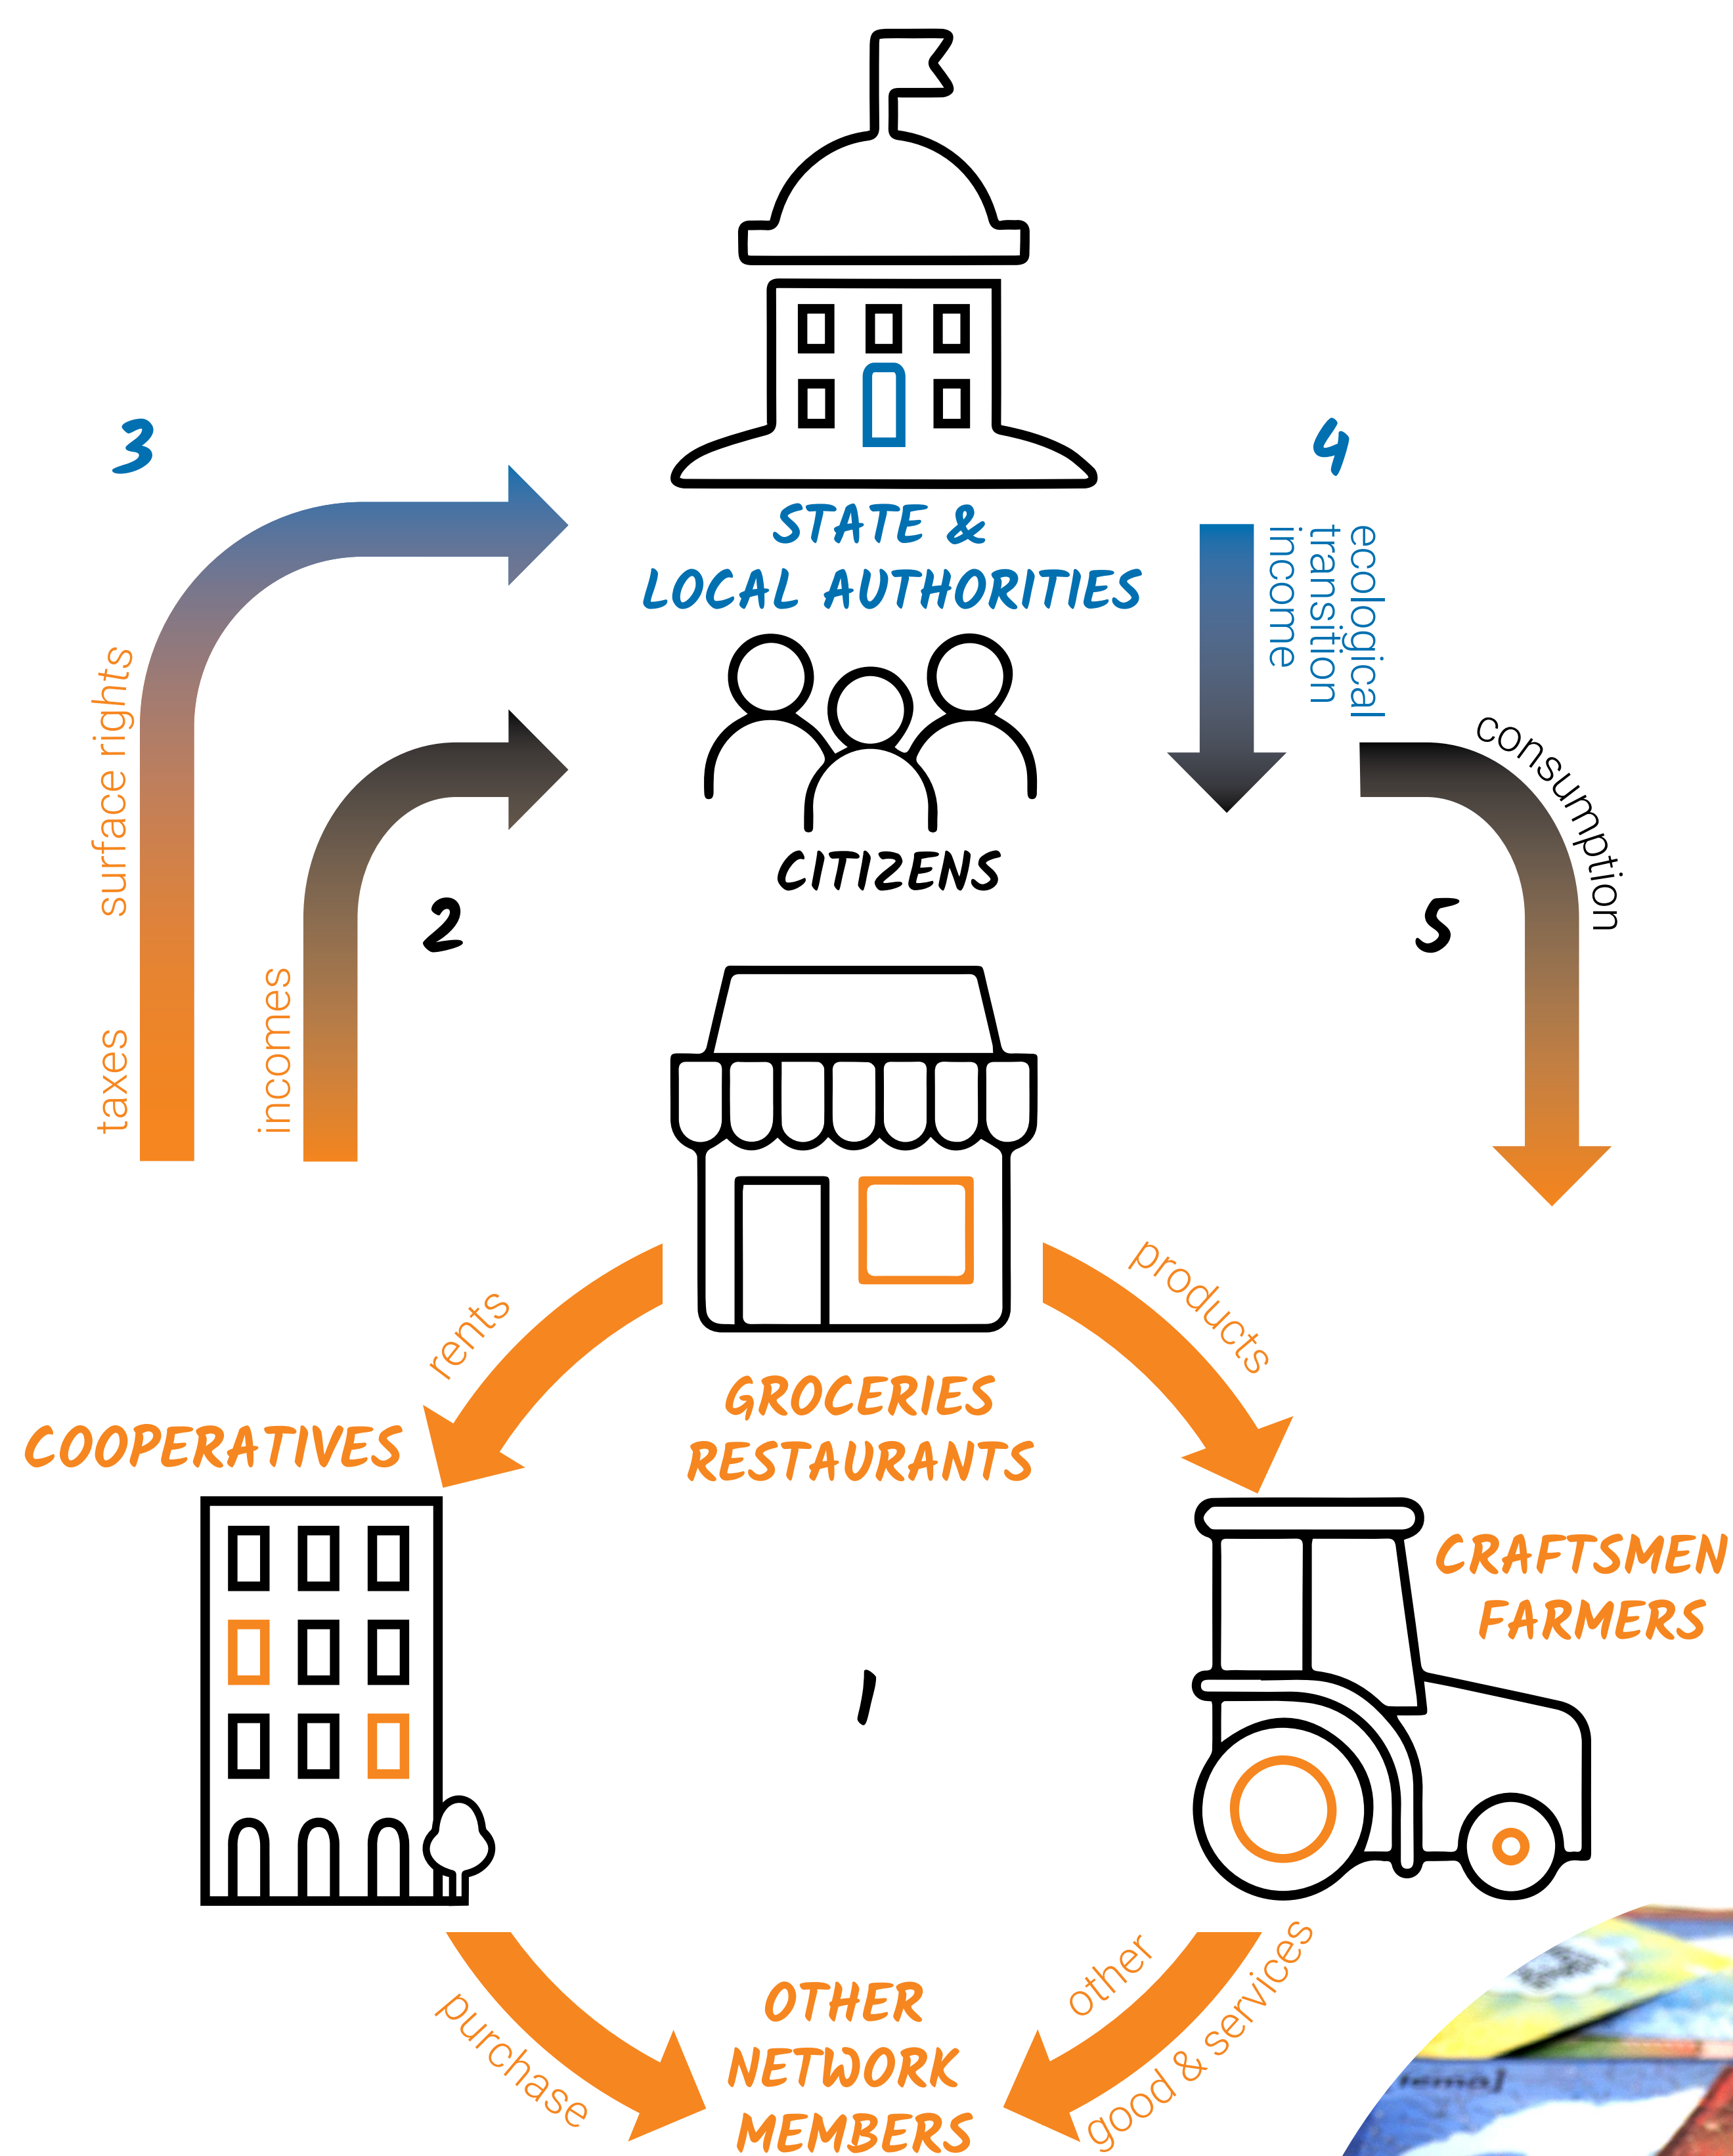 3
4
STATE &
LOCAL AUTHORITIES
ecological
transition
income
surface rights
taxes
incomes
2
CITIZENS
consumption
5
rents
products
GROCERIES
RESTAURANTS
COOPERATIVES
CRAFTSMEN
FARMERS
1
purchase
OTHER
NETWORK
MEMBERS
other
good & services